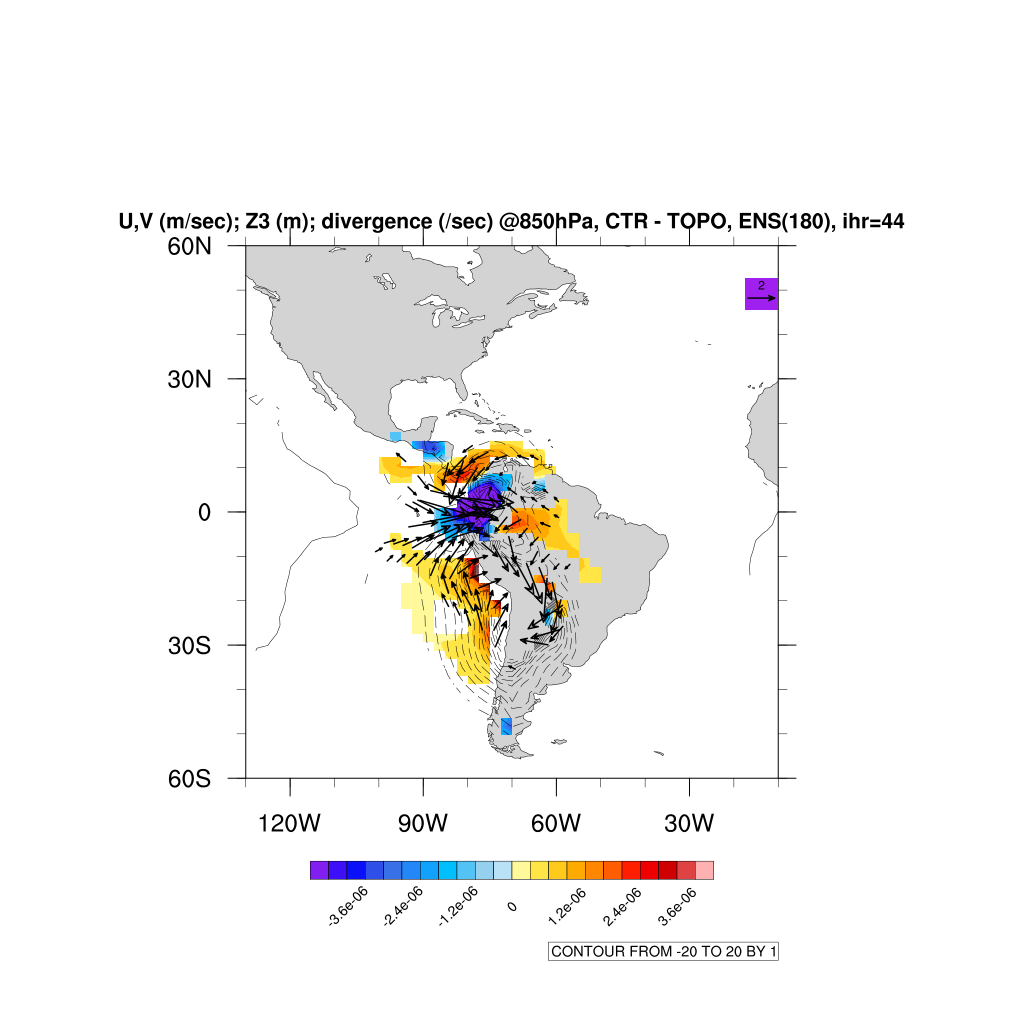 U,V (m/sec); Z3 (m); divergence (/sec) @850hPa, CTR - TOPO, ENS(180), ihr=44
60N
2
30N
0
30S
60S
120W 90W 60W 30W
-3.6e-06 -2.4e-06 -1.2e-06 0 1.2e-06 2.4e-06 3.6e-06
CONTOUR FROM -20 TO 20 BY 1